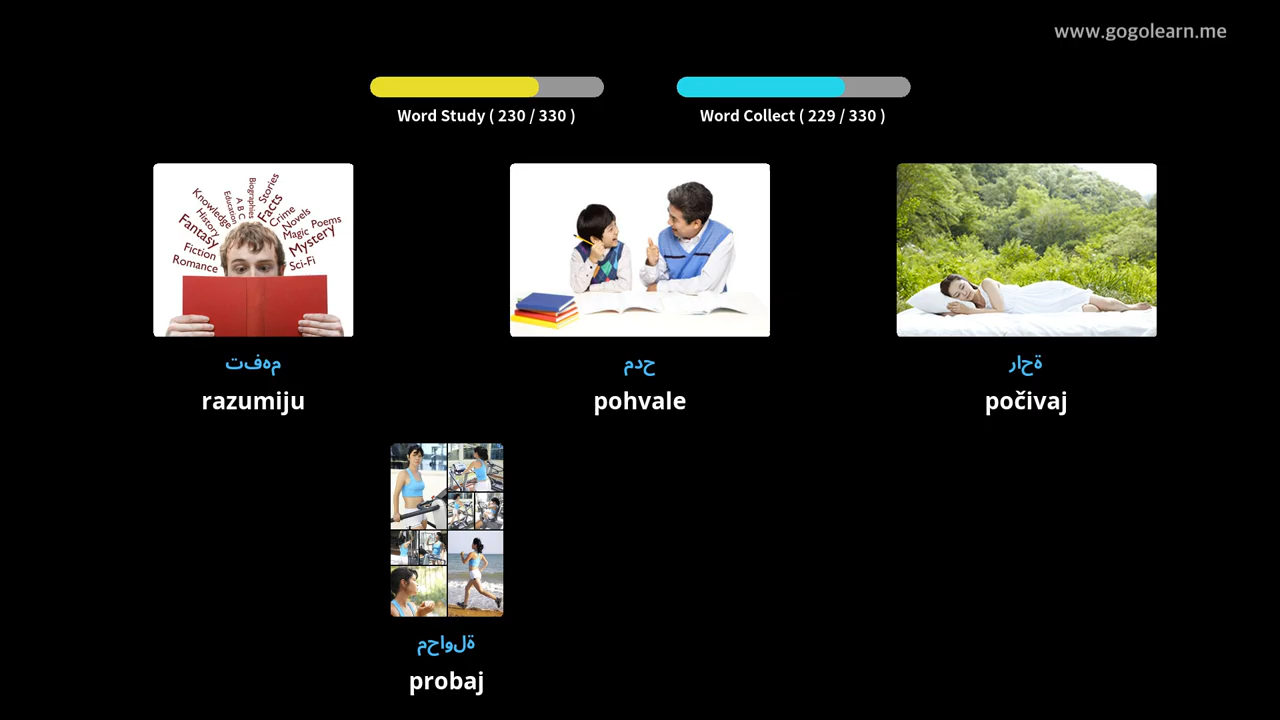 www.gogolearn.me
Word Study ( 230 / 330 )
Word Collect ( 229 / 330 )
Knowledge
History
Fantasy
Fiction
Romance
Education
A B C
Biographies
Stories
Facts
Crime
Novels
Magic
Poems
Mystery
Sci-Fi
مهفت
razumiju
حدم
pohvale
ةحار
počivaj
ةلواحم
probaj